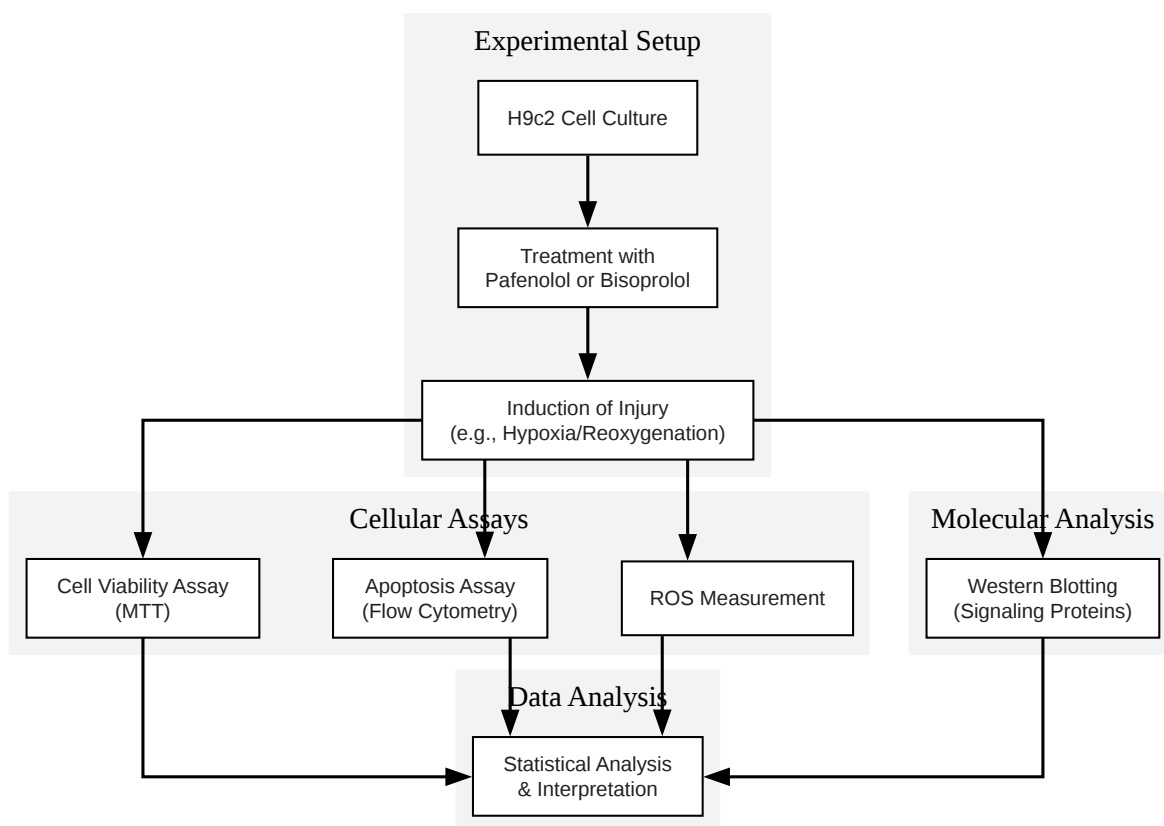 Experimental Setup
H9c2 Cell Culture
Treatment with
Pafenolol or Bisoprolol
Induction of Injury
(e.g., Hypoxia/Reoxygenation)
Cellular Assays
Molecular Analysis
Cell Viability Assay
(MTT)
Apoptosis Assay
(Flow Cytometry)
ROS Measurement
Western Blotting
(Signaling Proteins)
Data Analysis
Statistical Analysis
& Interpretation